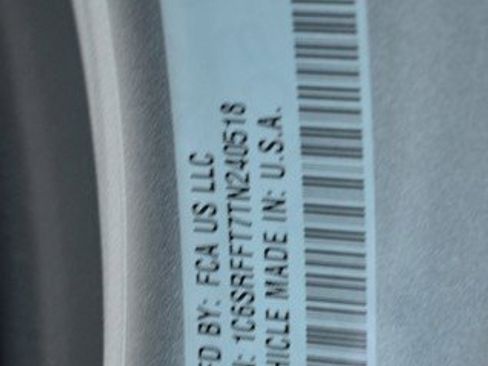 FD BY: FCA US LLC
N: 1C6SRFFT7TN240518
HICLE MADE IN: U.S.A.